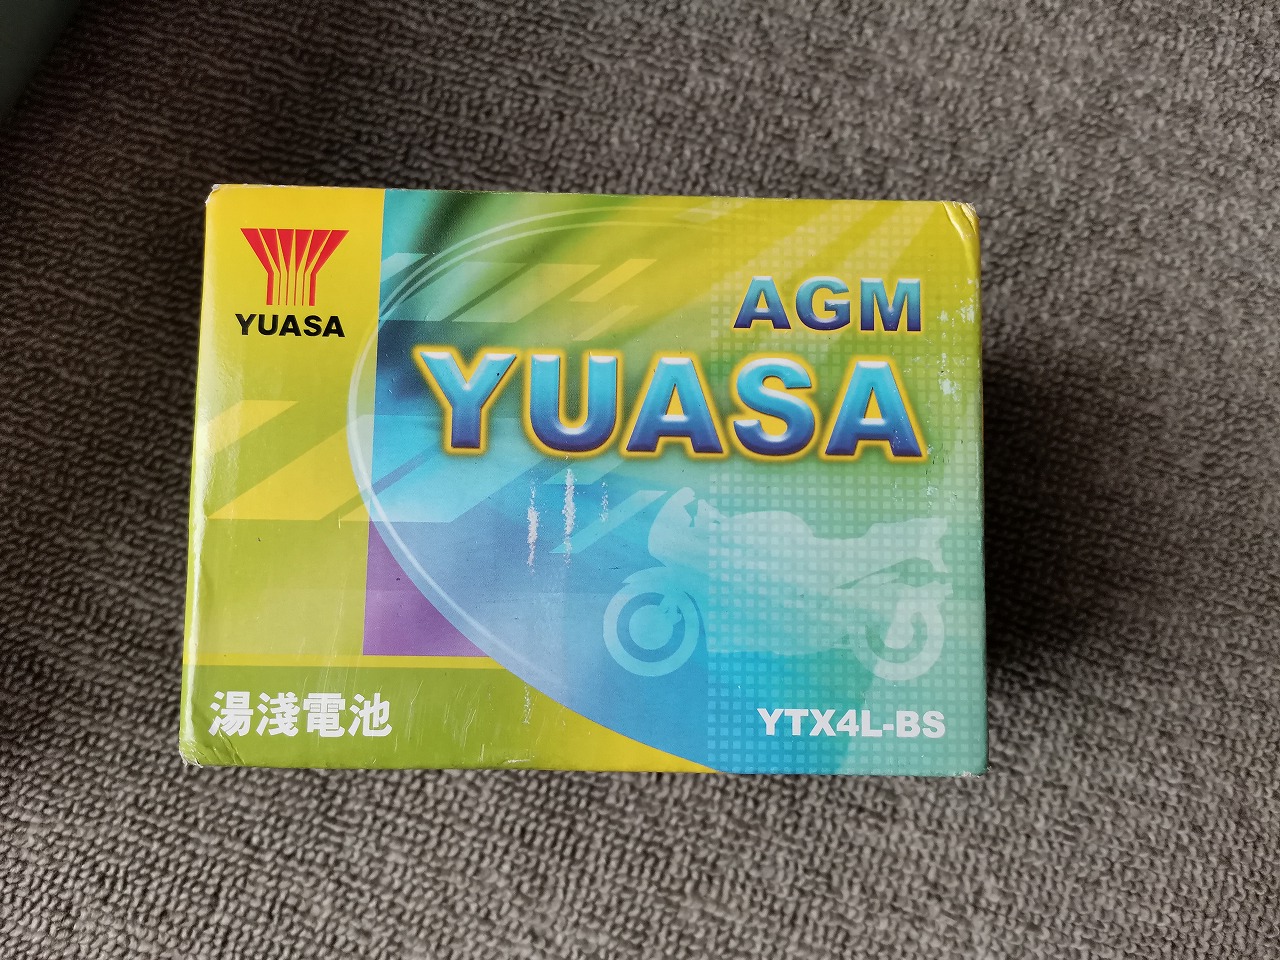 YUASA
AGM
YUASA
湯淺電池
YTX4L-BS